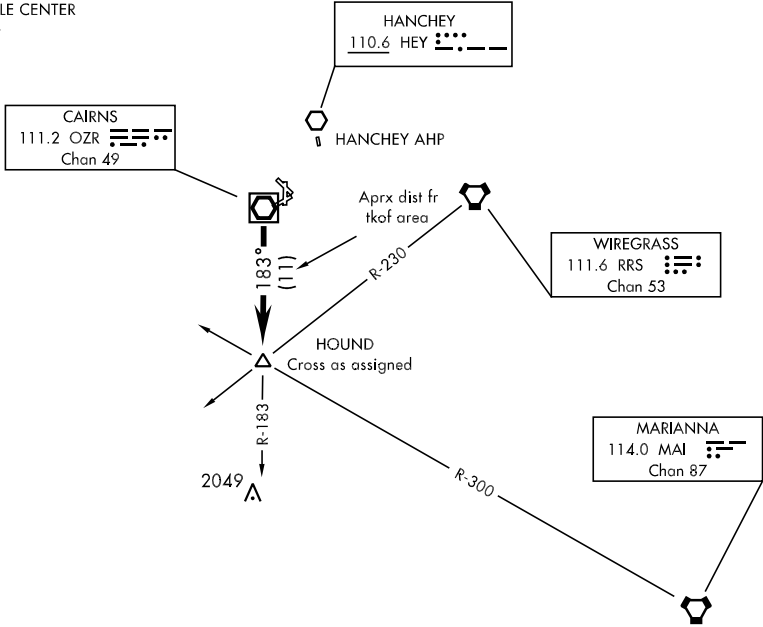 LE CENTER
HANCHEY
110.6 HEY
CAIRNS
111.2 OZR
Chan 49
HANCHEY AHP
Aprx dist fr
tkof area
WIREGRASS
111.6 RRS
Chan 53
183°
(11)
R-230
HOUND
Cross as assigned
R-183
MARIANNA
114.0 MAI
Chan 87
2049
R-300